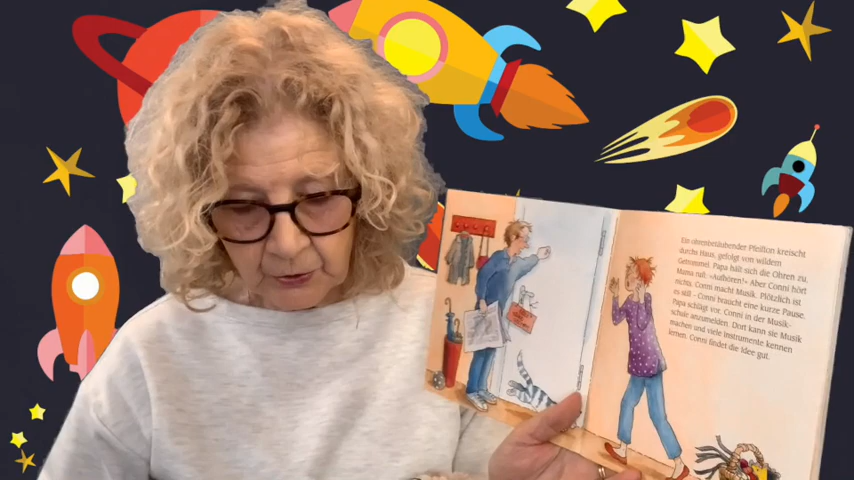 Ein ohrenbetäubender Pfeifton kreischt
durchs Haus, gefolgt von wildem
Getrommel. Papa hält sich die Ohren zu.
Mama ruft: »Aufhören!« Aber Conni hört
nichts. Conni macht Musik. Plötzlich ist
es still – Conni braucht eine kurze Pause.
Papa schlägt vor, Conni in der Musik-
schule anzumelden. Dort kann sie Musik
machen und viele Instrumente kennen
lernen. Conni findet die Idee gut.